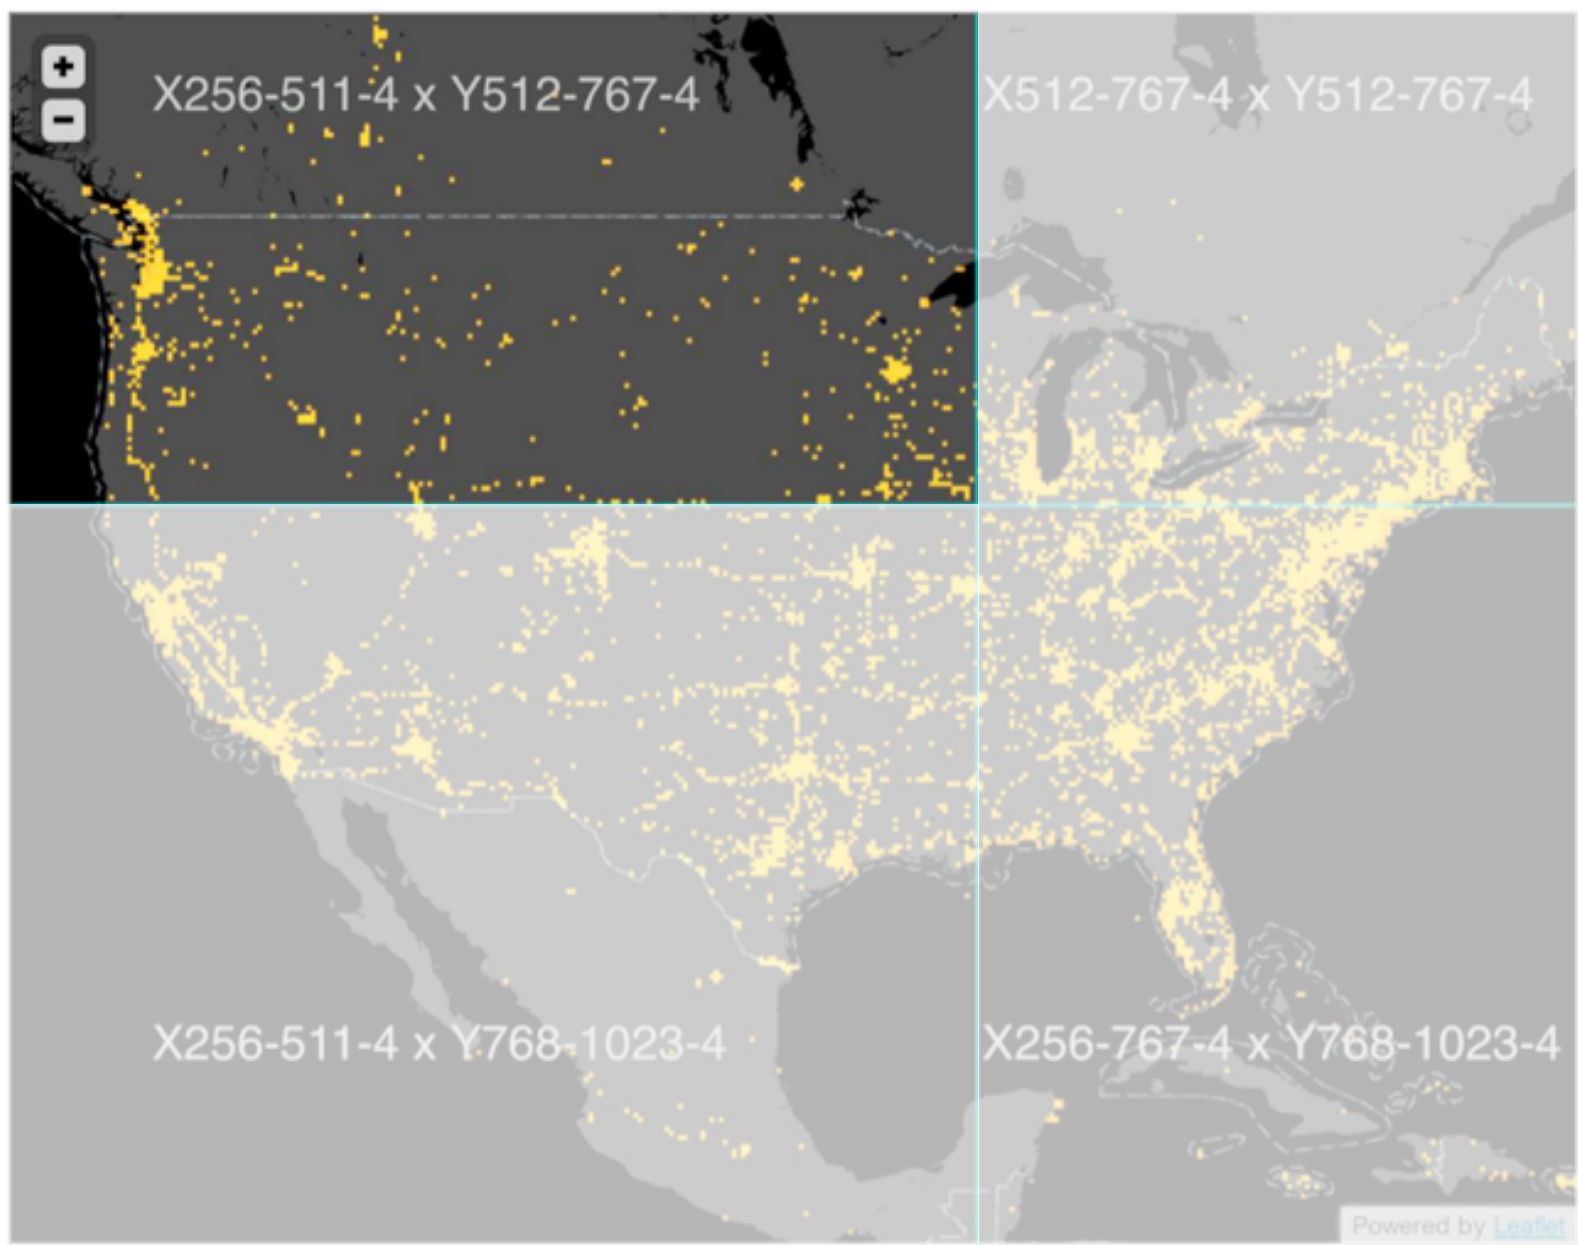 +
X256-511-4 x Y512-767-4
X512-767-4 x Y512-767-4
-
X256-511-4 x Y768-1023-4
X256-767-4 x Y768-1023-4
Powered by Leaflet